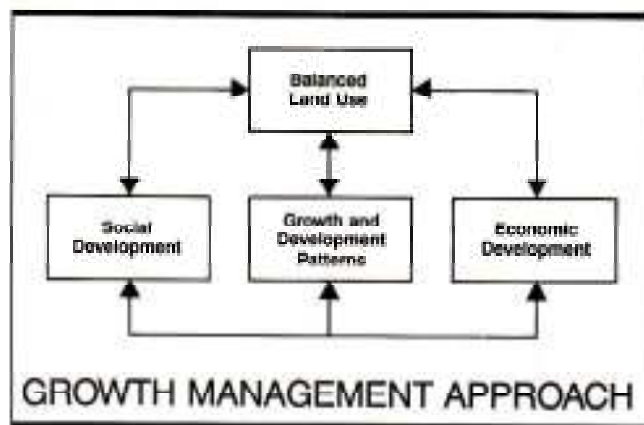 Balanced
Land Use
Social
Development
Growth and
Development
Patterns
Economic
Development
GROWTH MANAGEMENT APPROACH